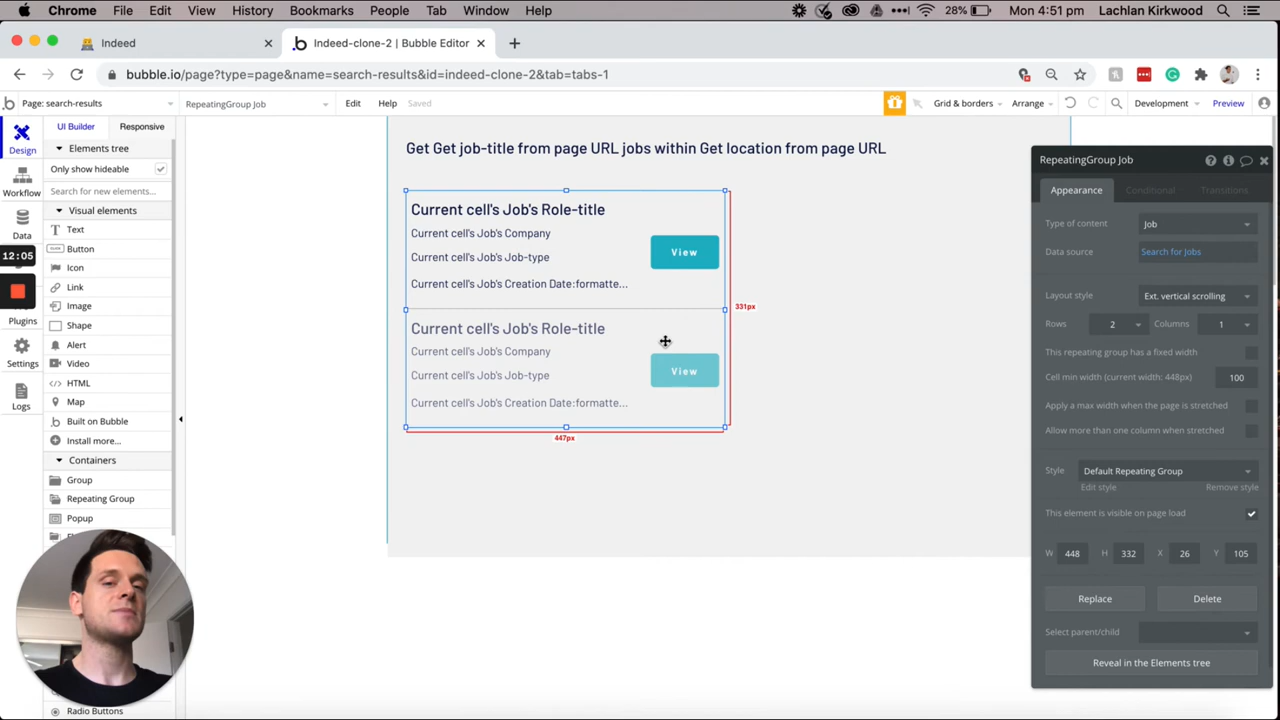 Chrome File Edit View History Bookmarks People Tab Window Help 28% Mon 4:51 pm Lachlan Kirkwood
Indeed
Indeed-clone-2 | Bubble Editor
bubble.io/page?type=page&name=search-results&id=indeed-clone-2&tab=tabs-1
Page: search-results RepeatingGroup Job Edit Help Saved Grid & borders Arrange Development Preview
Design
Workflow
Data
12:05
Plugins
Settings
Logs
UI Builder Responsive
Elements tree
Only show hideable
Search for new elements...
Visual elements
Text
Button
Icon
Link
Image
Shape
Alert
Video
HTML
Map
Built on Bubble
Install more...
Containers
Group
Repeating Group
Popup
Radio Buttons
Get Get job-title from page URL jobs within Get location from page URL
Current cell's Job's Role-title
Current cell's Job's Company
View
Current cell's Job's Job-type
Current cell's Job's Creation Date:formatte...
331px
Current cell's Job's Role-title
Current cell's Job's Company
View
Current cell's Job's Job-type
Current cell's Job's Creation Date:formatte...
447px
RepeatingGroup Job
Appearance Conditional Transitions
Type of content Job
Data source Search for Jobs
Layout style Ext. vertical scrolling
Rows 2 Columns 1
This repeating group has a fixed width
Cell min width (current width: 448px) 100
Apply a max width when the page is stretched
Allow more than one column when stretched
Style Default Repeating Group
Edit style Remove style
This element is visible on page load
W 448 H 332 X 26 Y 105
Replace Delete
Select parent/child
Reveal in the Elements tree